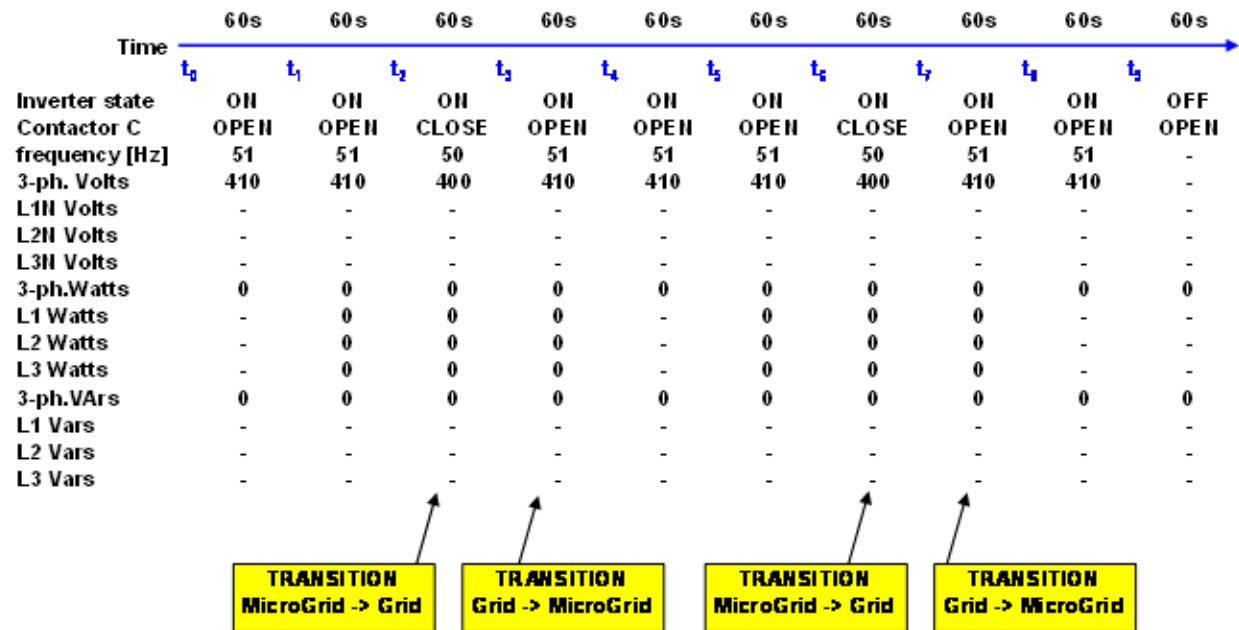 60s 60s 60s 60s 60s 60s 60s 60s 60s 60s
Time
t0 t1 t2 t3 t4 t5 t6 t7 t8 t9
Inverter state ON ON ON ON ON ON ON ON ON OFF
Contactor C OPEN OPEN CLOSE OPEN OPEN OPEN CLOSE OPEN OPEN OPEN
frequency [Hz] 51 51 50 51 51 51 50 51 51 -
3-ph. Volts 410 410 400 410 410 410 400 410 410 -
L1N Volts - - - - - - - - - -
L2N Volts - - - - - - - - - -
L3N Volts - - - - - - - - - -
3-ph.Watts 0 0 0 0 0 0 0 0 0 0
L1 Watts - 0 0 0 - 0 0 0 - -
L2 Watts - 0 0 0 - 0 0 0 - -
L3 Watts - 0 0 0 - 0 0 0 - -
3-ph.VArs 0 0 0 0 0 0 0 0 0 0
L1 Vars - - - - - - - - - -
L2 Vars - - - - - - - - - -
L3 Vars - - - - - - - - - -
TRANSITION
MicroGrid -> Grid
TRANSITION
Grid -> MicroGrid
TRANSITION
MicroGrid -> Grid
TRANSITION
Grid -> MicroGrid